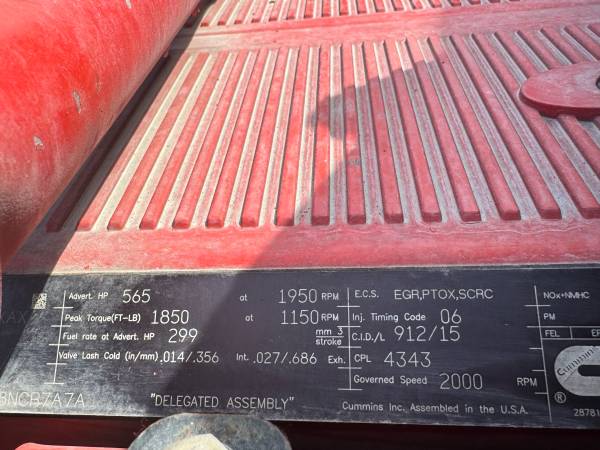 Advert. HP 565 at 1950 RPM E.C.S. EGR,PTOX,SCRC NOx+NMHC
Peak Torque(FT-LB) 1850 at 1150 RPM Inj. Timing Code 06 PM
Fuel rate at Advert. HP 299 mm 3 stroke C.I.D./L 912/15 FEL
Valve Lash Cold (in/mm) .014/.356 Int. .027/.686 Exh. CPL 4343
Governed Speed 2000 RPM
"DELEGATED ASSEMBLY" Cummins Inc. Assembled in the U.S.A. ®
Cummins